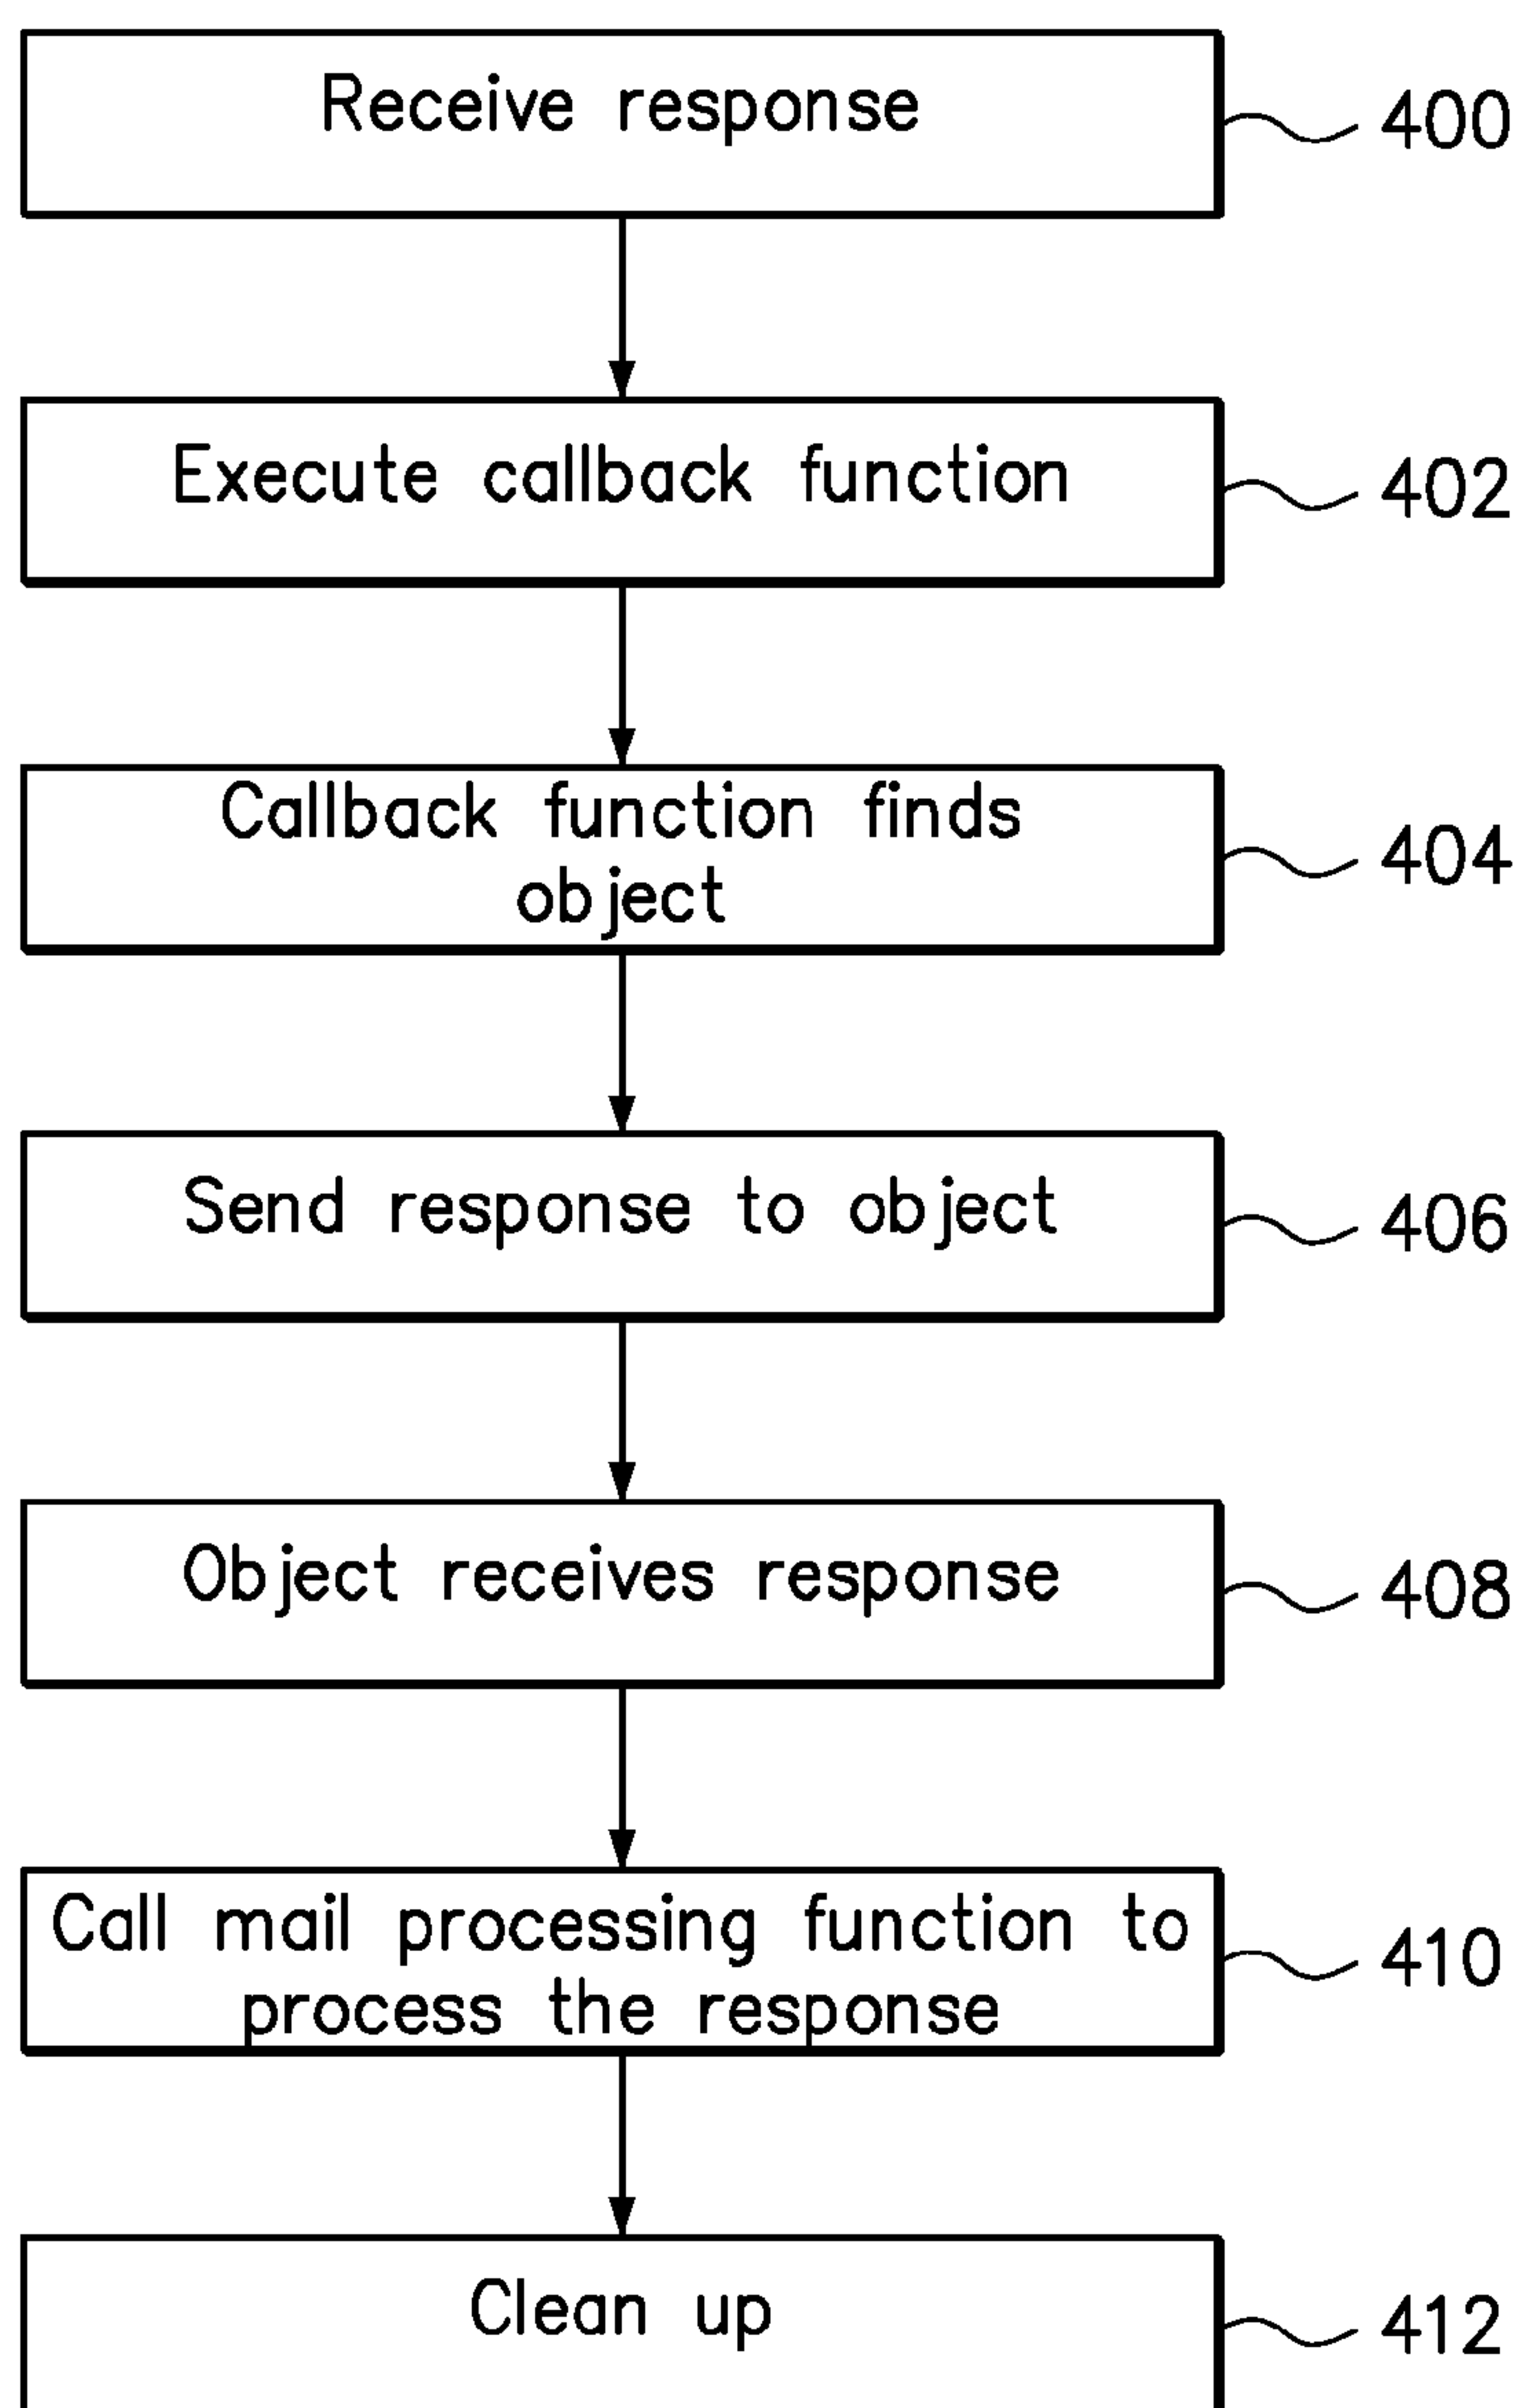 Receive response
400
Execute callback function
402
Callback function finds
object
404
Send response to object
406
Object receives response
408
Call mail processing function to
process the response
410
Clean up
412